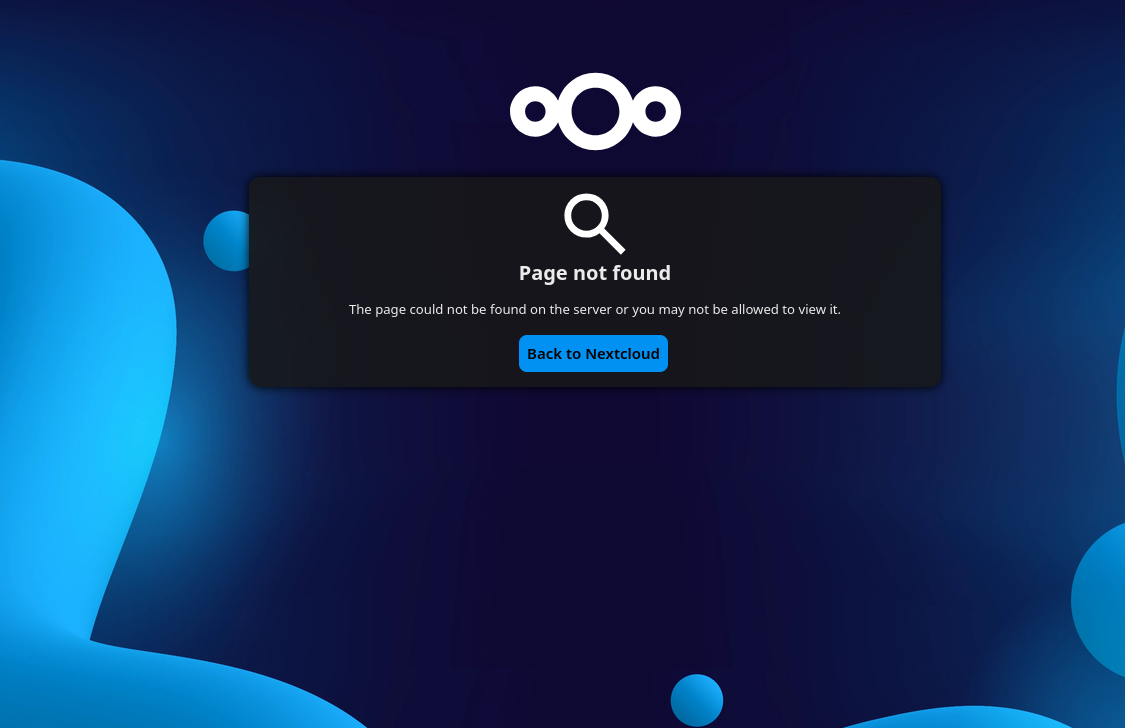 Page not found
The page could not be found on the server or you may not be allowed to view it.
Back to Nextcloud